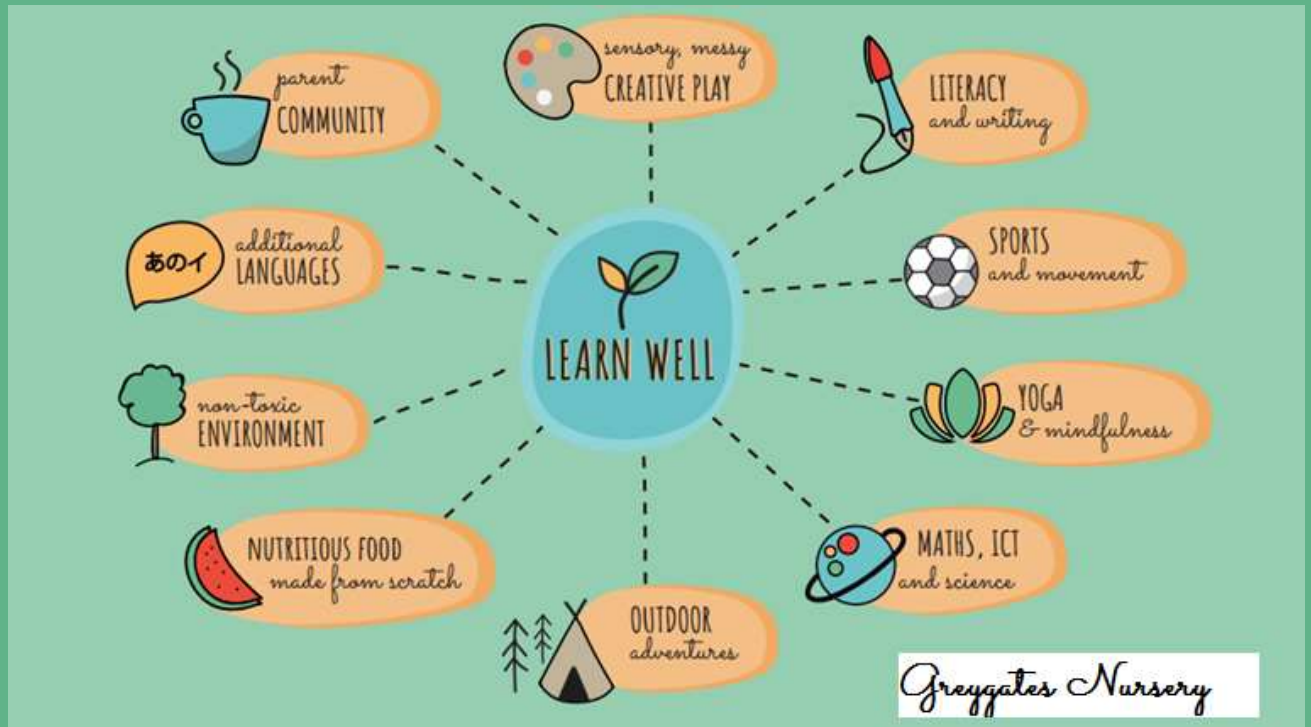 parent
COMMUNITY
sensory, messy
CREATIVE PLAY
LITERACY
and writing
あのイ
additional
LANGUAGES
SPORTS
and movement
LEARN WELL
non-toxic
ENVIRONMENT
YOGA
& mindfulness
NUTRITIOUS FOOD
made from scratch
MATHS, ICT
and science
OUTDOOR
adventures
Greygates Nursery